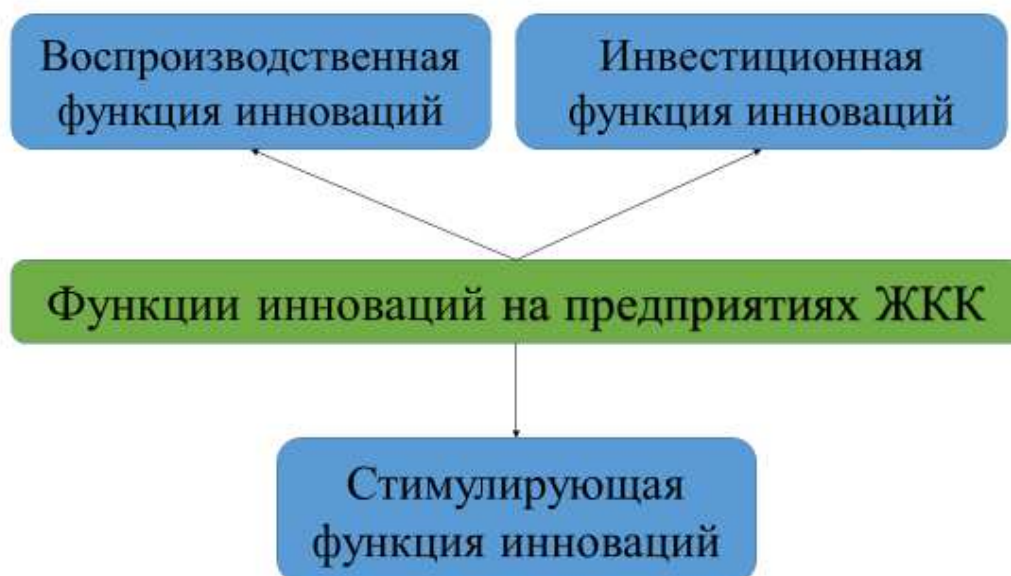 Воспроизводственная
функция инноваций
Инвестиционная
функция инноваций
Функции инноваций на предприятиях ЖКК
Стимулирующая
функция инноваций